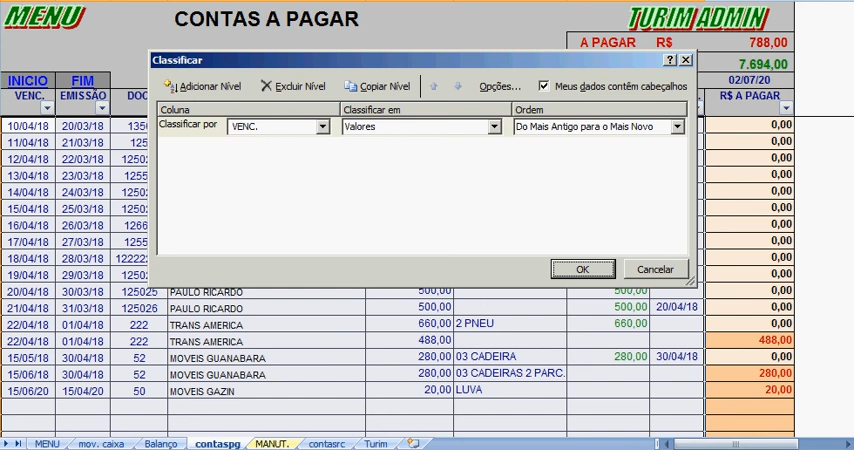 MENU CONTAS A PAGAR TURIM ADMIN
A PAGAR R$ 788,00
7.694,00
INICIO FIM 02/07/20
VENC. EMISSÃO DOC R$ A PAGAR
Classificar
Adicionar Nível Excluir Nível Copiar Nível Opções... Meus dados contêm cabeçalhos
Coluna Classificar em Ordem
Classificar por VENC. Valores Do Mais Antigo para o Mais Novo
OK Cancelar
10/04/18 20/03/18 135 0,00
11/04/18 21/03/18 125 0,00
12/04/18 22/03/18 12502 0,00
13/04/18 23/03/18 1255 0,00
14/04/18 24/03/18 12502 0,00
15/04/18 25/03/18 12502 0,00
16/04/18 26/03/18 1266 0,00
17/04/18 27/03/18 1255 0,00
18/04/18 28/03/18 122222 0,00
19/04/18 29/03/18 12502 0,00
20/04/18 30/03/18 125025 PAULO RICARDO 500,00 500,00 0,00
21/04/18 31/03/18 125026 PAULO RICARDO 500,00 500,00 20/04/18 0,00
22/04/18 01/04/18 222 TRANS AMERICA 660,00 2 PNEU 660,00 0,00
22/04/18 01/04/18 222 TRANS AMERICA 488,00 488,00
15/05/18 30/04/18 52 MOVEIS GUANABARA 280,00 03 CADEIRA 280,00 30/04/18 0,00
15/06/18 30/04/18 52 MOVEIS GUANABARA 280,00 03 CADEIRAS 2 PARC. 280,00
15/06/20 15/04/20 50 MOVEIS GAZIN 20,00 LUVA 20,00
MENU mov. caixa Balanço contaspg MANUT. contasrc Turim